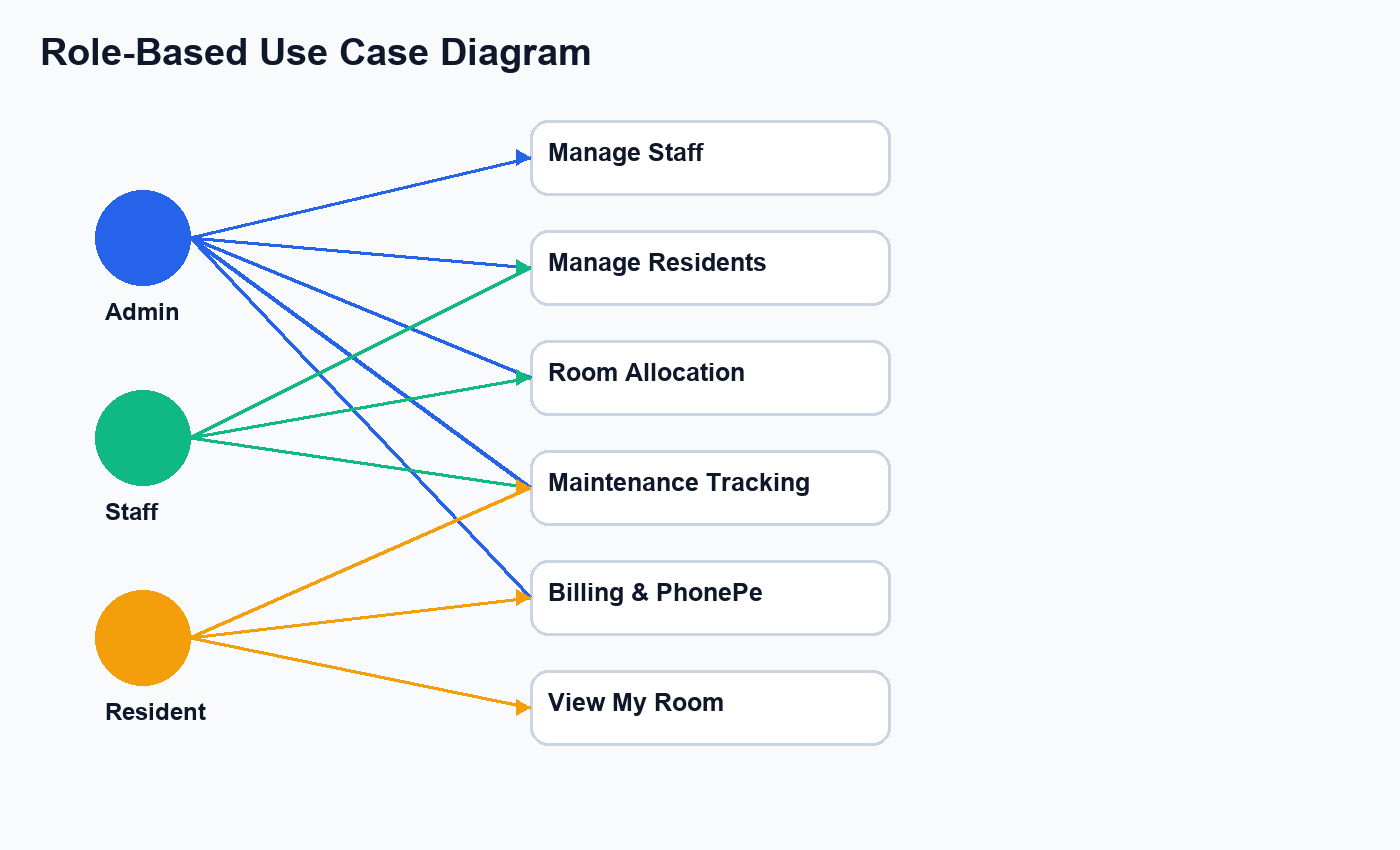 Role-Based Use Case Diagram
Manage Staff
Admin
Manage Residents
Room Allocation
Staff
Maintenance Tracking
Billing & PhonePe
Resident
View My Room